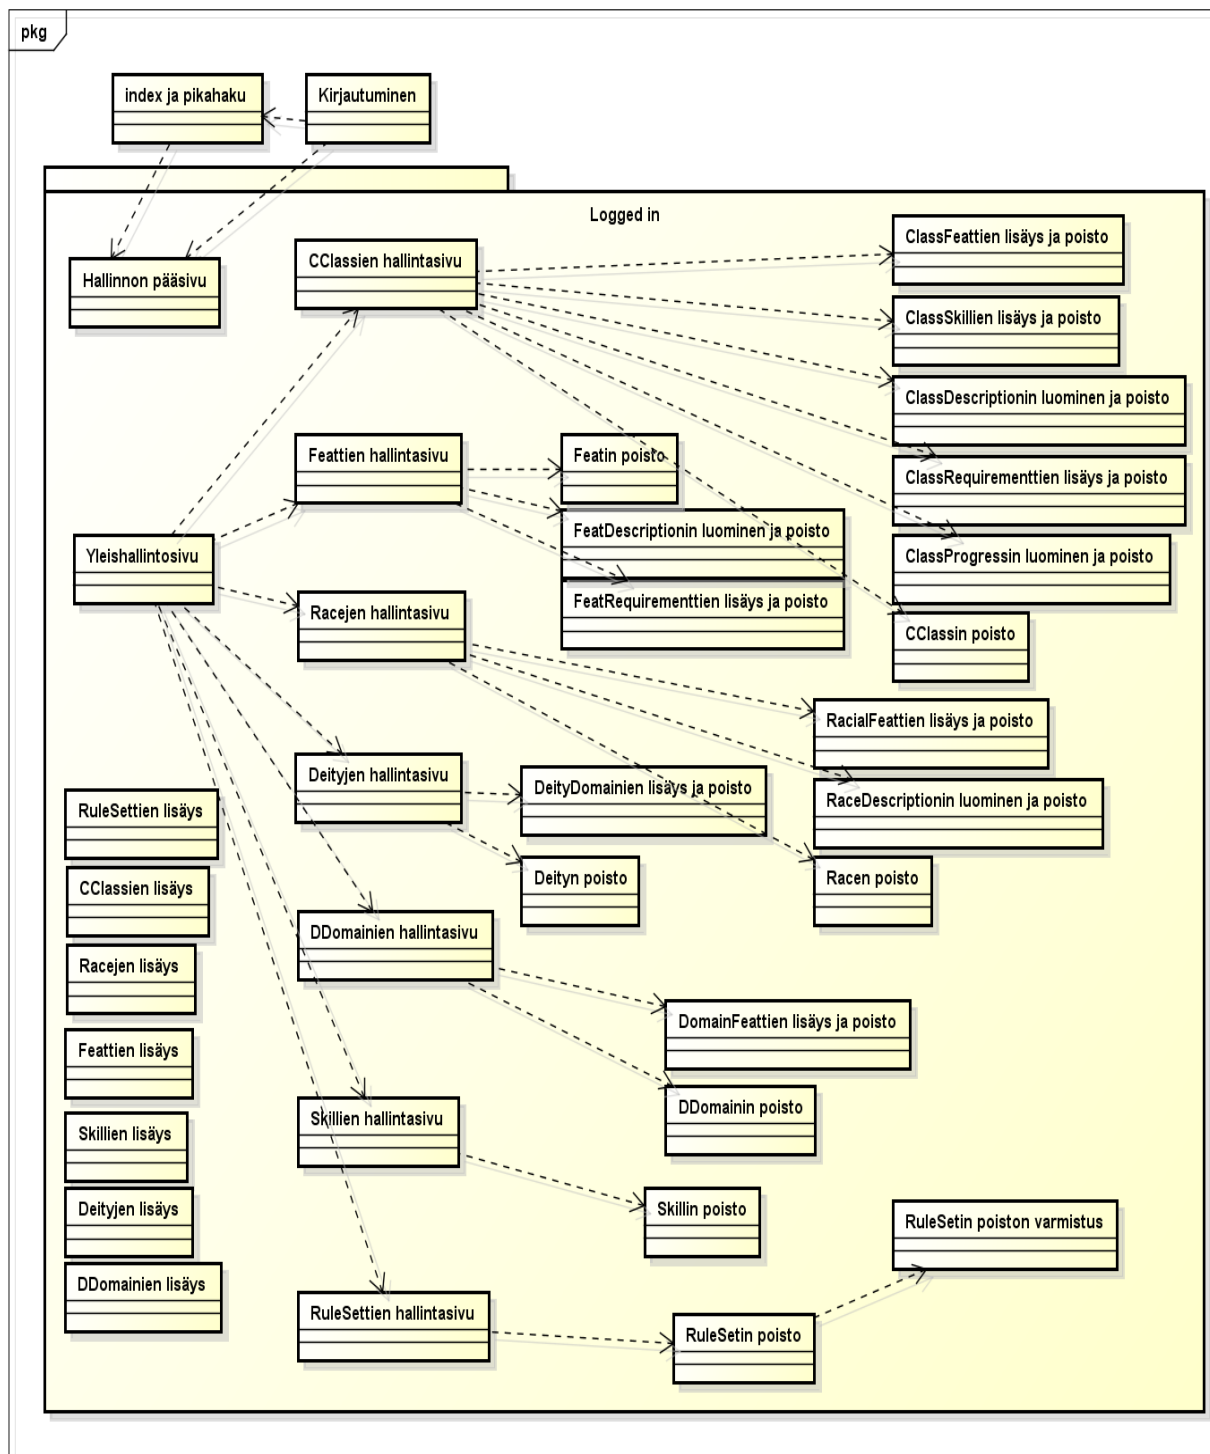 pkg
index ja pikahaku
Kirjautuminen
Logged in
Hallinnon pääsivu
CClassien hallintasivu
ClassFeattien lisäys ja poisto
ClassSkillien lisäys ja poisto
ClassDescriptionin luominen ja poisto
ClassRequirementtien lisäys ja poisto
ClassProgressin luominen ja poisto
CClassin poisto
Feattien hallintasivu
Featin poisto
FeatDescriptionin luominen ja poisto
FeatRequirementtien lisäys ja poisto
Yleishallintosivu
Racejen hallintasivu
RacialFeattien lisäys ja poisto
RaceDescriptionin luominen ja poisto
Racen poisto
Deityjen hallintasivu
DeityDomainien lisäys ja poisto
Deityn poisto
RuleSettien lisäys
CClassien lisäys
Racejen lisäys
Feattien lisäys
Skillien lisäys
Deityjen lisäys
DDomainien lisäys
DDomainien hallintasivu
DomainFeattien lisäys ja poisto
DDomainin poisto
Skillien hallintasivu
Skillin poisto
RuleSettien hallintasivu
RuleSetin poisto
RuleSetin poiston varmistus